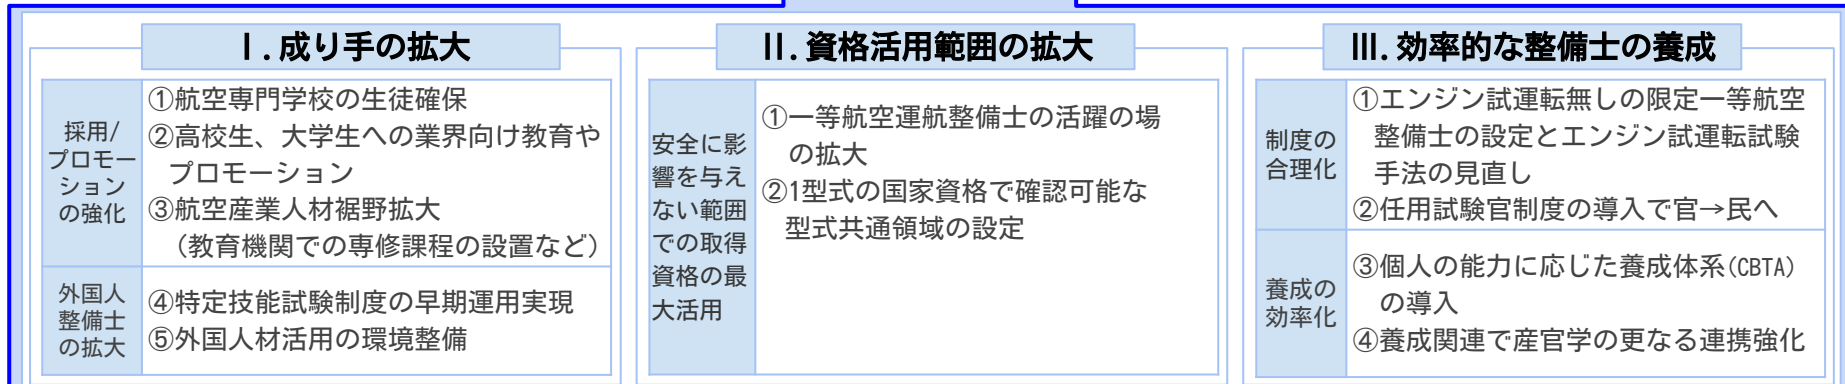 Ⅰ.成り手の拡大
採用/
プロモー
ション
の強化
①航空専門学校の生徒確保
②高校生、大学生への業界向け教育や
プロモーション
③航空産業人材裾野拡大
（教育機関での専修課程の設置など）
外国人
整備士
の拡大
④特定技能試験制度の早期運用実現
⑤外国人材活用の環境整備
Ⅱ.資格活用範囲の拡大
安全に影
響を与え
ない範囲
での取得
資格の最
大活用
①一等航空運航整備士の活躍の場
の拡大
②1型式の国家資格で確認可能な
型式共通領域の設定
Ⅲ.効率的な整備士の養成
制度の
合理化
①エンジン試運転無しの限定一等航空
整備士の設定とエンジン試運転試験
手法の見直し
②任用試験官制度の導入で官→民へ
養成の
効率化
③個人の能力に応じた養成体系(CBTA)
の導入
④養成関連で産官学の更なる連携強化